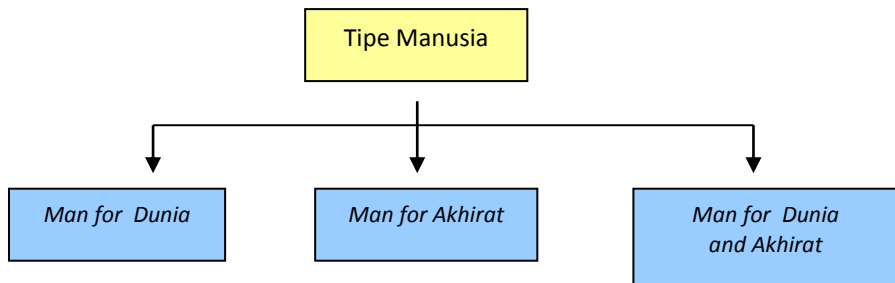 Tipe Manusia
Man for Dunia
Man for Akhirat
Man for Dunia
and Akhirat